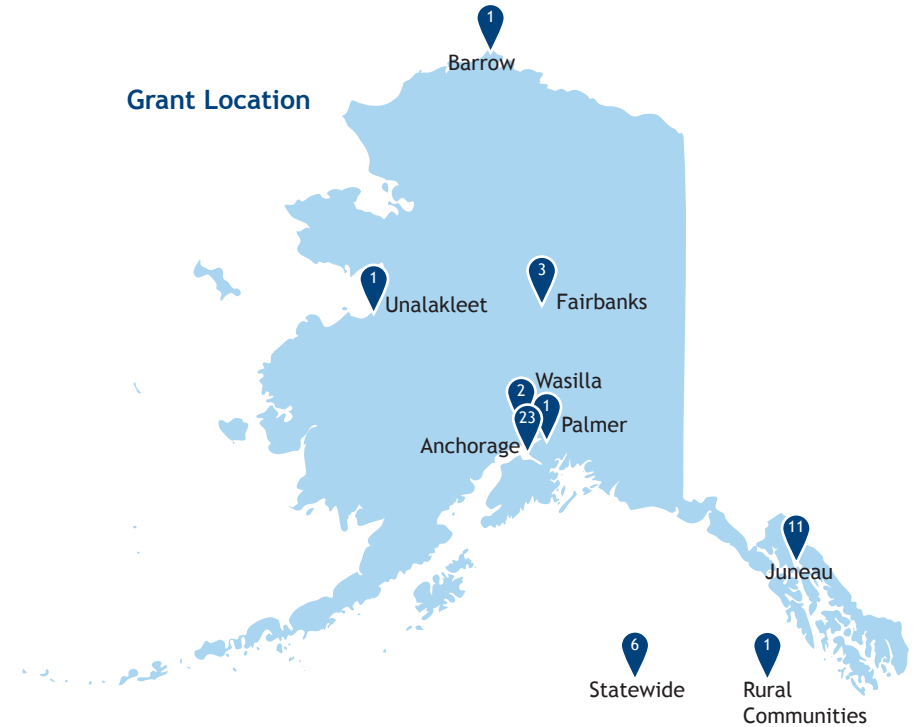 1
Barrow
Grant Location
1
Unalakleet
3
Fairbanks
2
Wasilla
1
Palmer
23
Anchorage
11
Juneau
6
Statewide
1
Rural
Communities